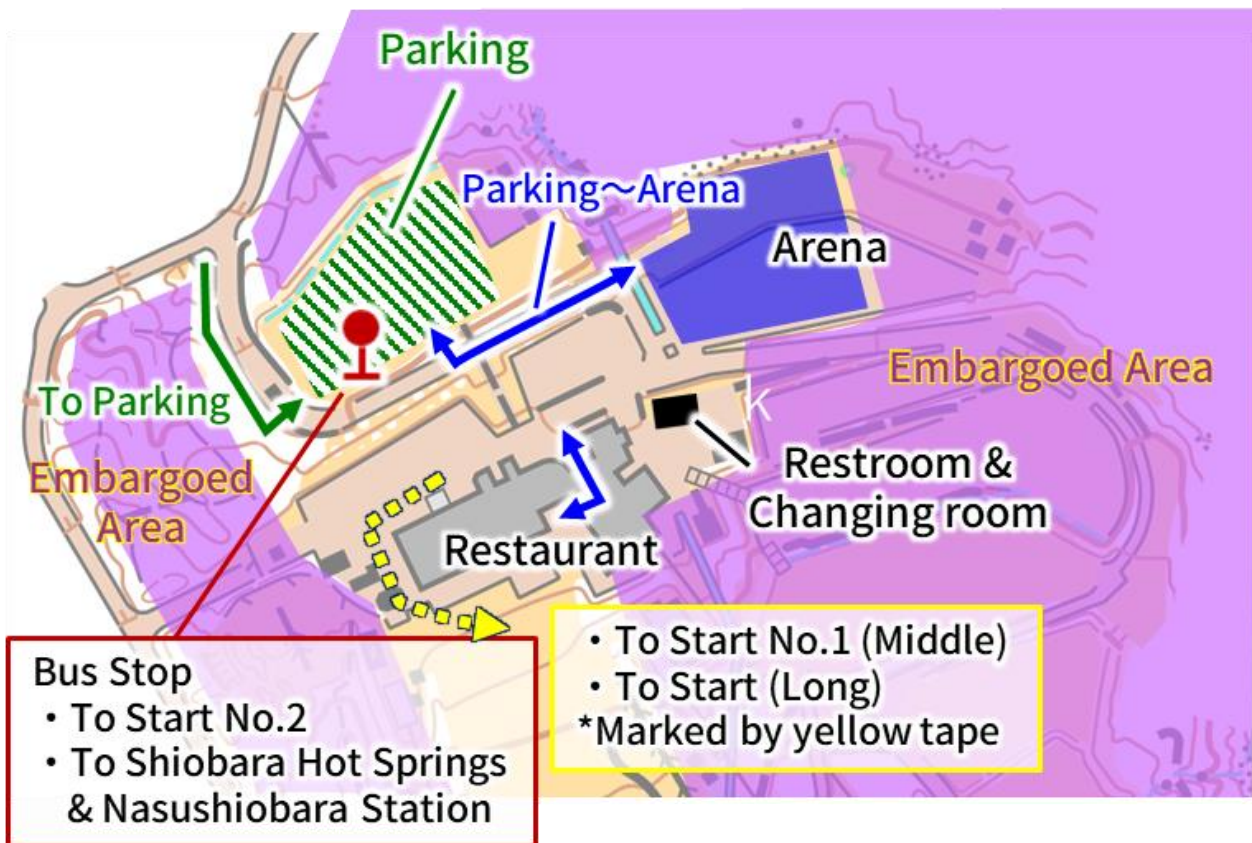 Parking
Parking～Arena
Arena
To Parking
Embargoed Area
Embargoed
Area
Restroom &
Changing room
Restaurant
・To Start No.1 (Middle)
・To Start (Long)
*Marked by yellow tape
Bus Stop
・To Start No.2
・To Shiobara Hot Springs
& Nasushiobara Station